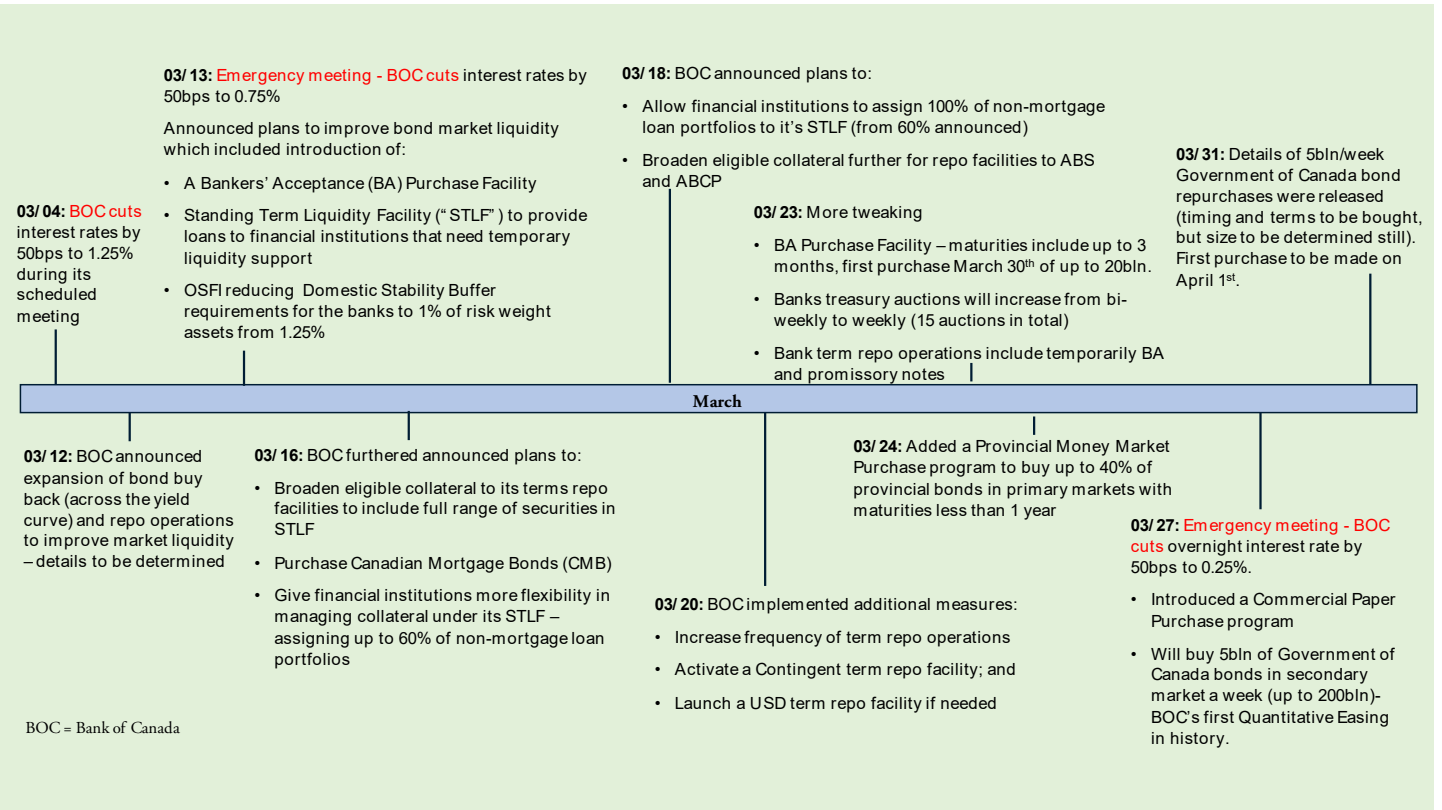 03/04: BOC cuts
interest rates by
50bps to 1.25%
during its
scheduled
meeting
03/12: BOC announced
expansion of bond buy
back (across the yield
curve) and repo operations
to improve market liquidity
– details to be determined
03/13: Emergency meeting - BOC cuts interest rates by
50bps to 0.75%
Announced plans to improve bond market liquidity
which included introduction of:
• A Bankers’ Acceptance (BA) Purchase Facility
• Standing Term Liquidity Facility (“STLF”) to provide
loans to financial institutions that need temporary
liquidity support
• OSFI reducing Domestic Stability Buffer
requirements for the banks to 1% of risk weight
assets from 1.25%
03/16: BOC furthered announced plans to:
• Broaden eligible collateral to its terms repo
facilities to include full range of securities in
STLF
• Purchase Canadian Mortgage Bonds (CMB)
• Give financial institutions more flexibility in
managing collateral under its STLF –
assigning up to 60% of non-mortgage loan
portfolios
03/18: BOC announced plans to:
• Allow financial institutions to assign 100% of non-mortgage
loan portfolios to it’s STLF (from 60% announced)
• Broaden eligible collateral further for repo facilities to ABS
and ABCP
03/20: BOC implemented additional measures:
• Increase frequency of term repo operations
• Activate a Contingent term repo facility; and
• Launch a USD term repo facility if needed
03/23: More tweaking
• BA Purchase Facility – maturities include up to 3
months, first purchase March 30th of up to 20bln.
• Banks treasury auctions will increase from bi-
weekly to weekly (15 auctions in total)
• Bank term repo operations include temporarily BA
and promissory notes
03/24: Added a Provincial Money Market
Purchase program to buy up to 40% of
provincial bonds in primary markets with
maturities less than 1 year
03/27: Emergency meeting - BOC
cuts overnight interest rate by
50bps to 0.25%.
• Introduced a Commercial Paper
Purchase program
• Will buy 5bln of Government of
Canada bonds in secondary
market a week (up to 200bln)-
BOC’s first Quantitative Easing
in history.
03/31: Details of 5bln/week
Government of Canada bond
repurchases were released
(timing and terms to be bought,
but size to be determined still).
First purchase to be made on
April 1st.
March
BOC = Bank of Canada